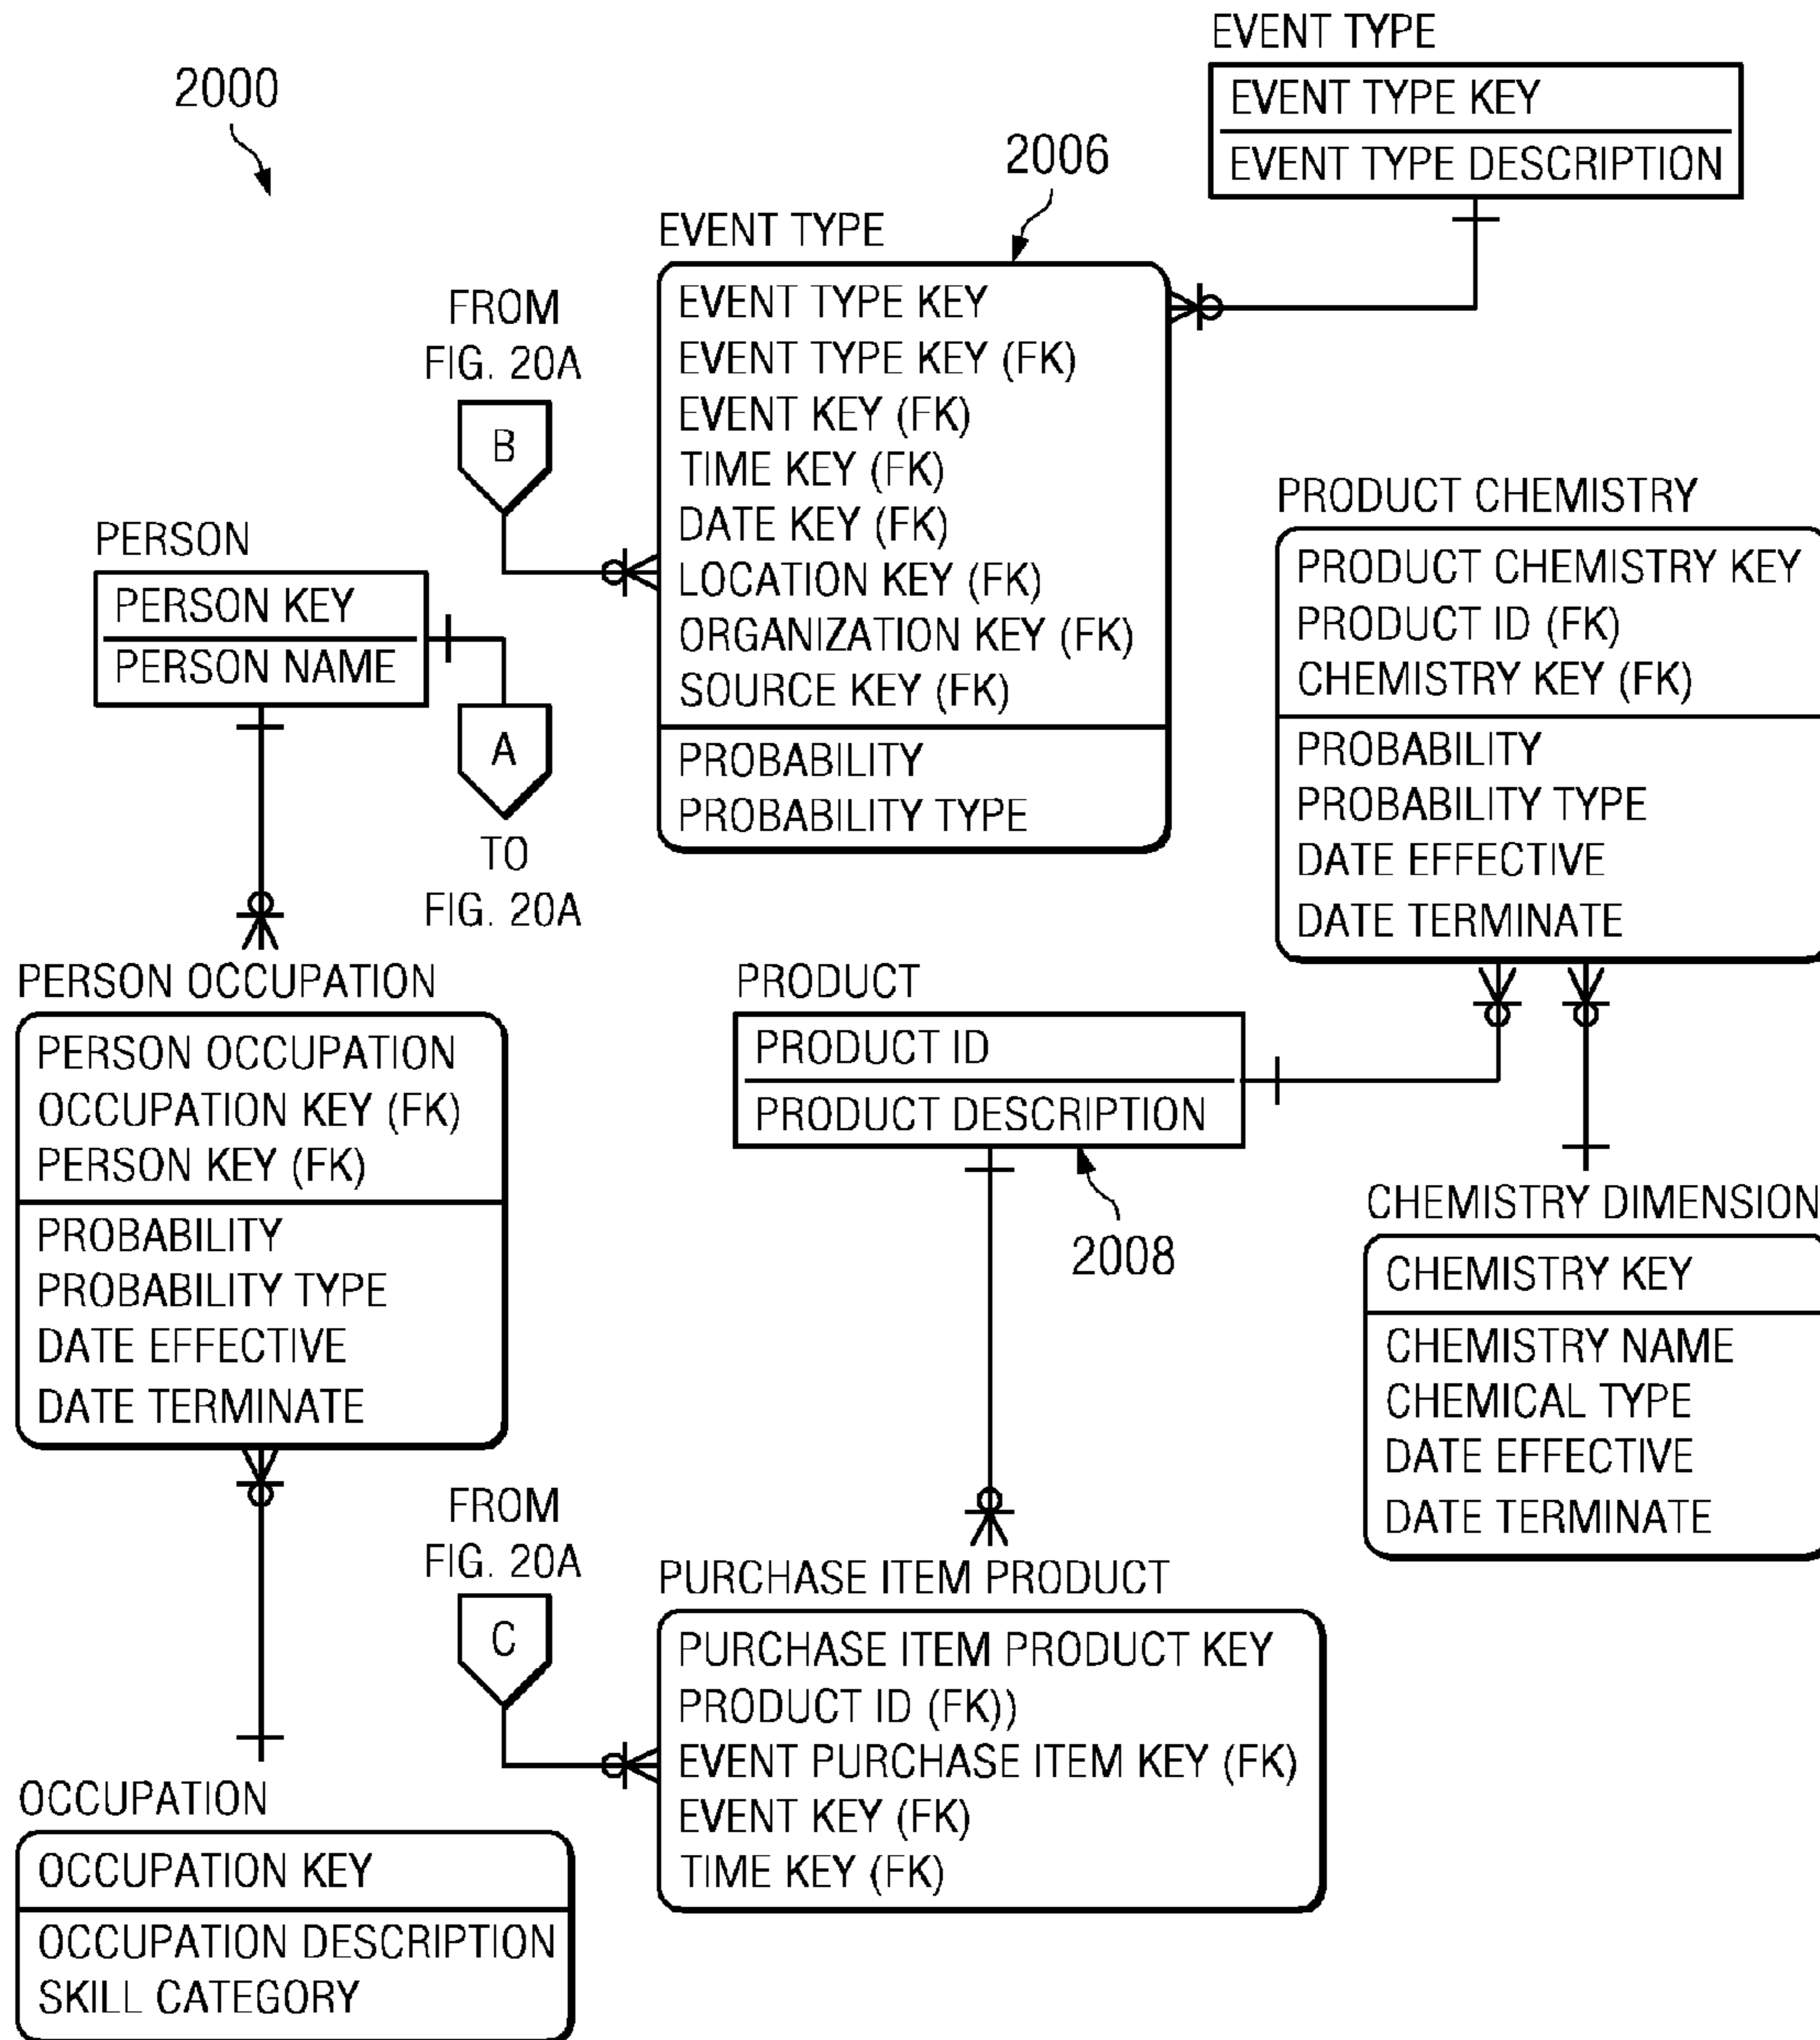 2000
EVENT TYPE
EVENT TYPE KEY
EVENT TYPE DESCRIPTION
2006
EVENT TYPE
EVENT TYPE KEY
EVENT TYPE KEY (FK)
EVENT KEY (FK)
TIME KEY (FK)
DATE KEY (FK)
LOCATION KEY (FK)
ORGANIZATION KEY (FK)
SOURCE KEY (FK)
PROBABILITY
PROBABILITY TYPE
FROM
FIG. 20A
B
PERSON
PERSON KEY
PERSON NAME
A
TO
FIG. 20A
PRODUCT CHEMISTRY
PRODUCT CHEMISTRY KEY
PRODUCT ID (FK)
CHEMISTRY KEY (FK)
PROBABILITY
PROBABILITY TYPE
DATE EFFECTIVE
DATE TERMINATE
PERSON OCCUPATION
PERSON OCCUPATION
OCCUPATION KEY (FK)
PERSON KEY (FK)
PROBABILITY
PROBABILITY TYPE
DATE EFFECTIVE
DATE TERMINATE
PRODUCT
PRODUCT ID
PRODUCT DESCRIPTION
2008
CHEMISTRY DIMENSION
CHEMISTRY KEY
CHEMISTRY NAME
CHEMICAL TYPE
DATE EFFECTIVE
DATE TERMINATE
FROM
FIG. 20A
C
PURCHASE ITEM PRODUCT
PURCHASE ITEM PRODUCT KEY
PRODUCT ID (FK))
EVENT PURCHASE ITEM KEY (FK)
EVENT KEY (FK)
TIME KEY (FK)
OCCUPATION
OCCUPATION KEY
OCCUPATION DESCRIPTION
SKILL CATEGORY